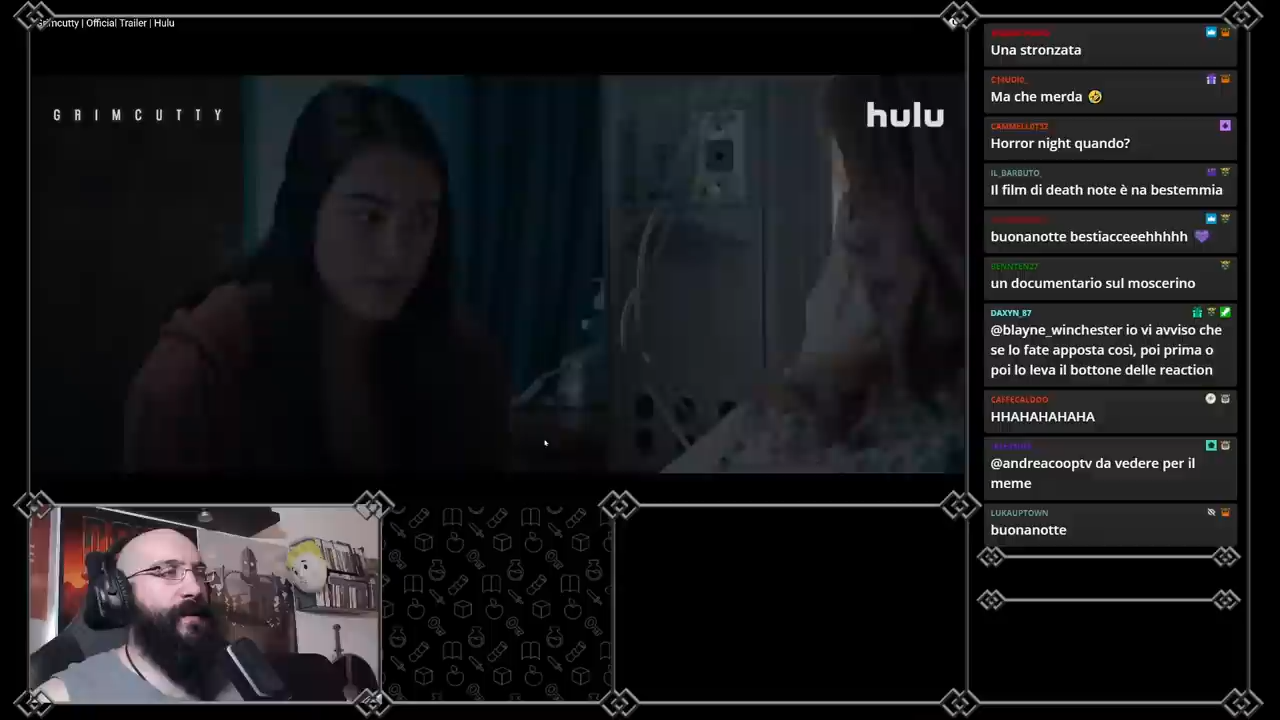 Grimcutty | Official Trailer | Hulu
GRIMCUTTY
hulu
Una stronzata
Ma che merda 🤣
CAMMELLOT52
Horror night quando?
IL_BARBUTO_
Il film di death note è na bestemmia
buonanotte bestiacceeehhhhh 💜
un documentario sul moscerino
DAXYN_87
@blayne_winchester io vi avviso che
se lo fate apposta così, poi prima o
poi lo leva il bottone delle reaction
CAFFECALDOO
HHAHAHAHAHA
@andreacooptv da vedere per il
meme
LUKAUPTOWN
buonanotte